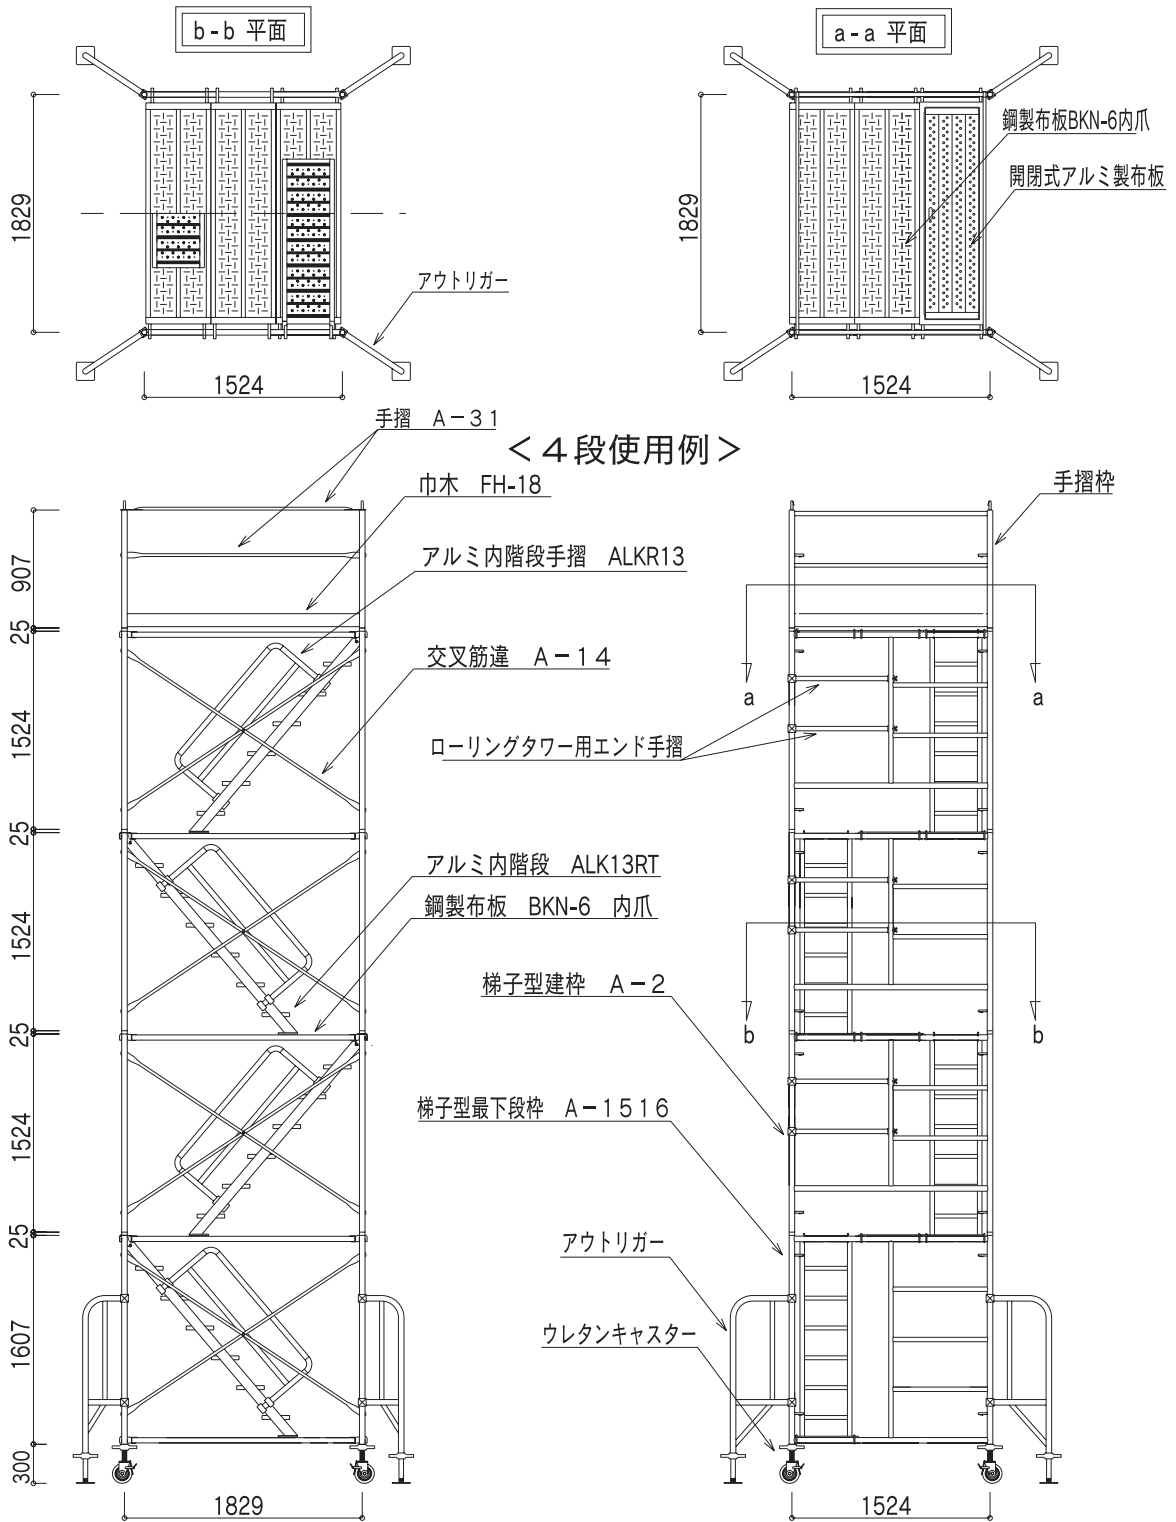 b-b 平面
a-a 平面
1829
アウトリガー
1524
1829
鋼製布板BKN-6内爪
開閉式アルミ製布板
1524
＜４段使用例＞
手摺　Ａ－３１
巾木　FH-18
アルミ内階段手摺　ALKR13
交叉筋違　Ａ－１４
ローリングタワー用エンド手摺
アルミ内階段　ALK13RT
鋼製布板　BKN-6　内爪
梯子型建枠　Ａ－２
梯子型最下段枠　Ａ－１５１６
アウトリガー
ウレタンキャスター
手摺枠
907
25
1524
25
1524
25
1524
25
1607
300
1829
a
a
b
b
1524